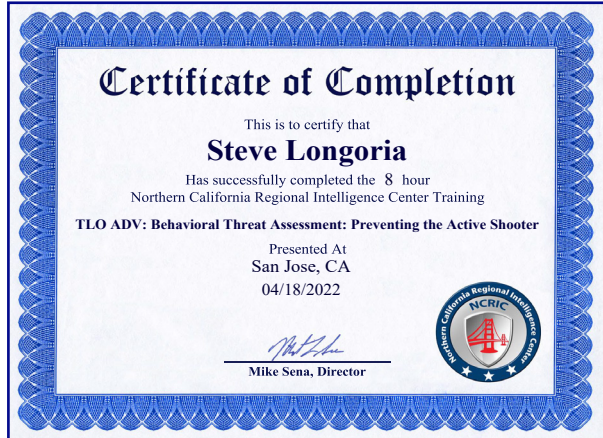 Certificate of Completion
This is to certify that
Steve Longoria
Has successfully completed the 8 hour
Northern California Regional Intelligence Center Training
TLO ADV: Behavioral Threat Assessment: Preventing the Active Shooter
Presented At
San Jose, CA
04/18/2022
Mike Sena, Director
Northern California Regional Intelligence Center
NCRIC